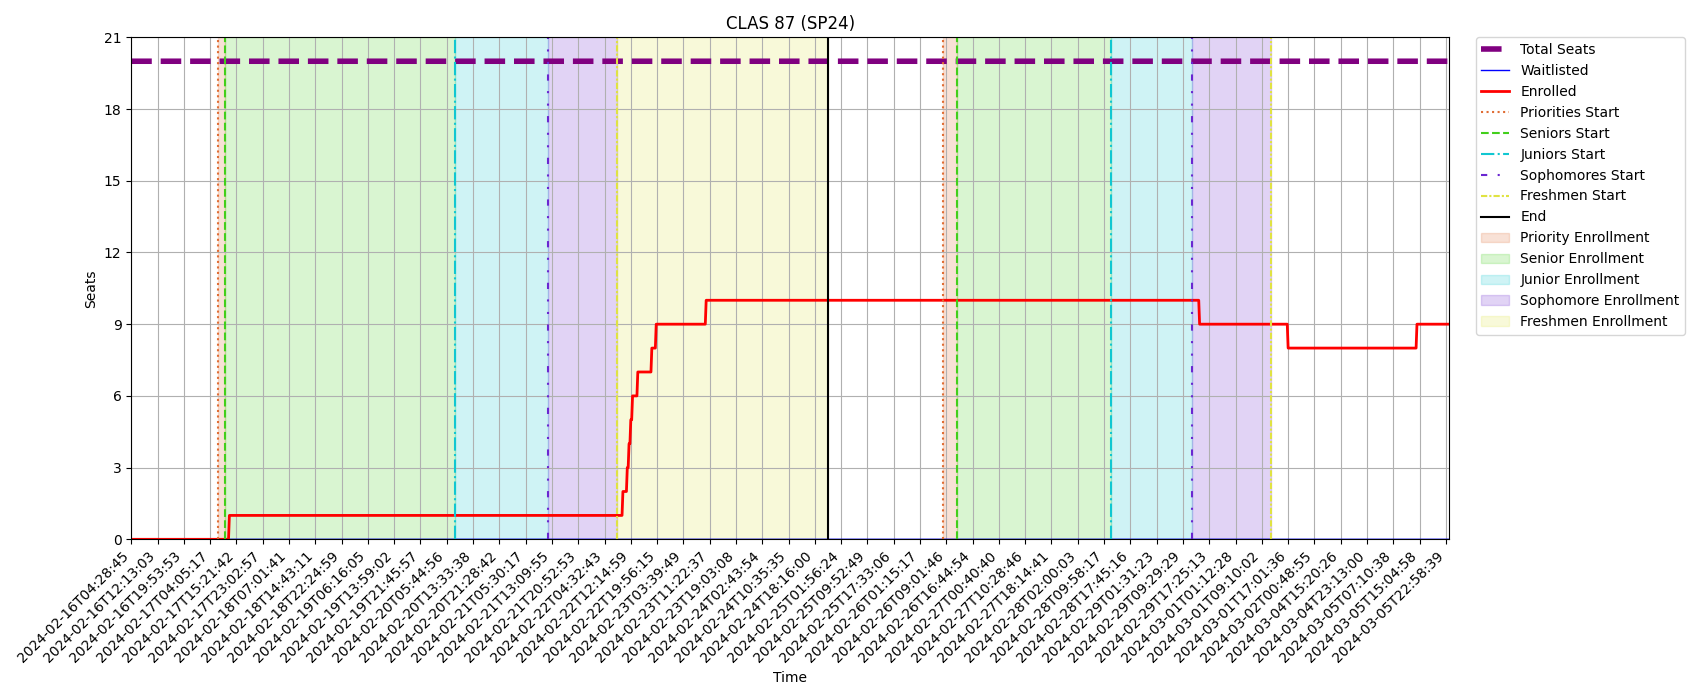 CLAS 87 (SP24)
21
18
15
12
9
6
3
0
Seats
2024-02-16T04:28:45
2024-02-16T12:13:03
2024-02-16T19:53:53
2024-02-17T04:05:17
2024-02-17T15:21:42
2024-02-17T23:02:57
2024-02-18T07:01:41
2024-02-18T14:43:11
2024-02-18T22:24:59
2024-02-19T06:16:05
2024-02-19T13:59:02
2024-02-19T21:45:57
2024-02-20T05:44:56
2024-02-20T13:33:38
2024-02-20T21:28:42
2024-02-21T05:30:17
2024-02-21T13:09:55
2024-02-21T20:52:53
2024-02-22T04:32:43
2024-02-22T12:14:59
2024-02-22T19:56:15
2024-02-23T03:39:49
2024-02-23T11:22:37
2024-02-23T19:03:08
2024-02-24T02:43:54
2024-02-24T10:35:35
2024-02-24T18:16:00
2024-02-25T01:56:24
2024-02-25T09:52:49
2024-02-25T17:33:06
2024-02-26T01:15:17
2024-02-26T09:01:46
2024-02-26T16:44:54
2024-02-27T00:40:40
2024-02-27T10:28:46
2024-02-27T18:14:41
2024-02-28T02:00:03
2024-02-28T09:58:17
2024-02-28T17:45:16
2024-02-29T01:31:23
2024-02-29T09:29:29
2024-02-29T17:25:13
2024-03-01T01:12:28
2024-03-01T09:10:02
2024-03-01T17:01:36
2024-03-02T00:48:55
2024-03-04T15:20:26
2024-03-04T23:13:00
2024-03-05T07:10:38
2024-03-05T15:04:58
2024-03-05T22:58:39
Time
Total Seats
Waitlisted
Enrolled
Priorities Start
Seniors Start
Juniors Start
Sophomores Start
Freshmen Start
End
Priority Enrollment
Senior Enrollment
Junior Enrollment
Sophomore Enrollment
Freshmen Enrollment